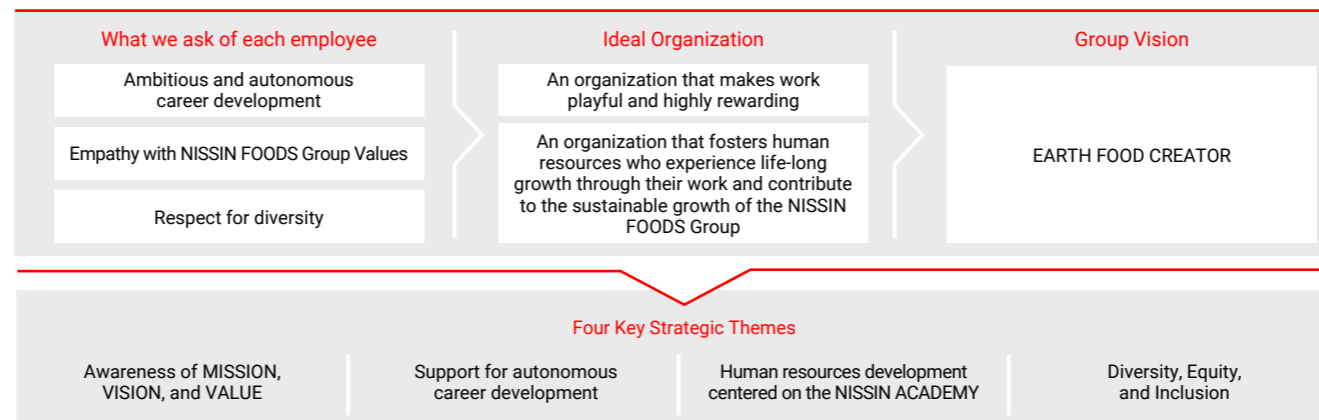 What we ask of each employee
Ambitious and autonomous
career development
Empathy with NISSIN FOODS Group Values
Respect for diversity
Ideal Organization
An organization that makes work
playful and highly rewarding
An organization that fosters human
resources who experience life-long
growth through their work and contribute
to the sustainable growth of the NISSIN
FOODS Group
Group Vision
EARTH FOOD CREATOR
Four Key Strategic Themes
Awareness of MISSION,
VISION, and VALUE
Support for autonomous
career development
Human resources development
centered on the NISSIN ACADEMY
Diversity, Equity,
and Inclusion